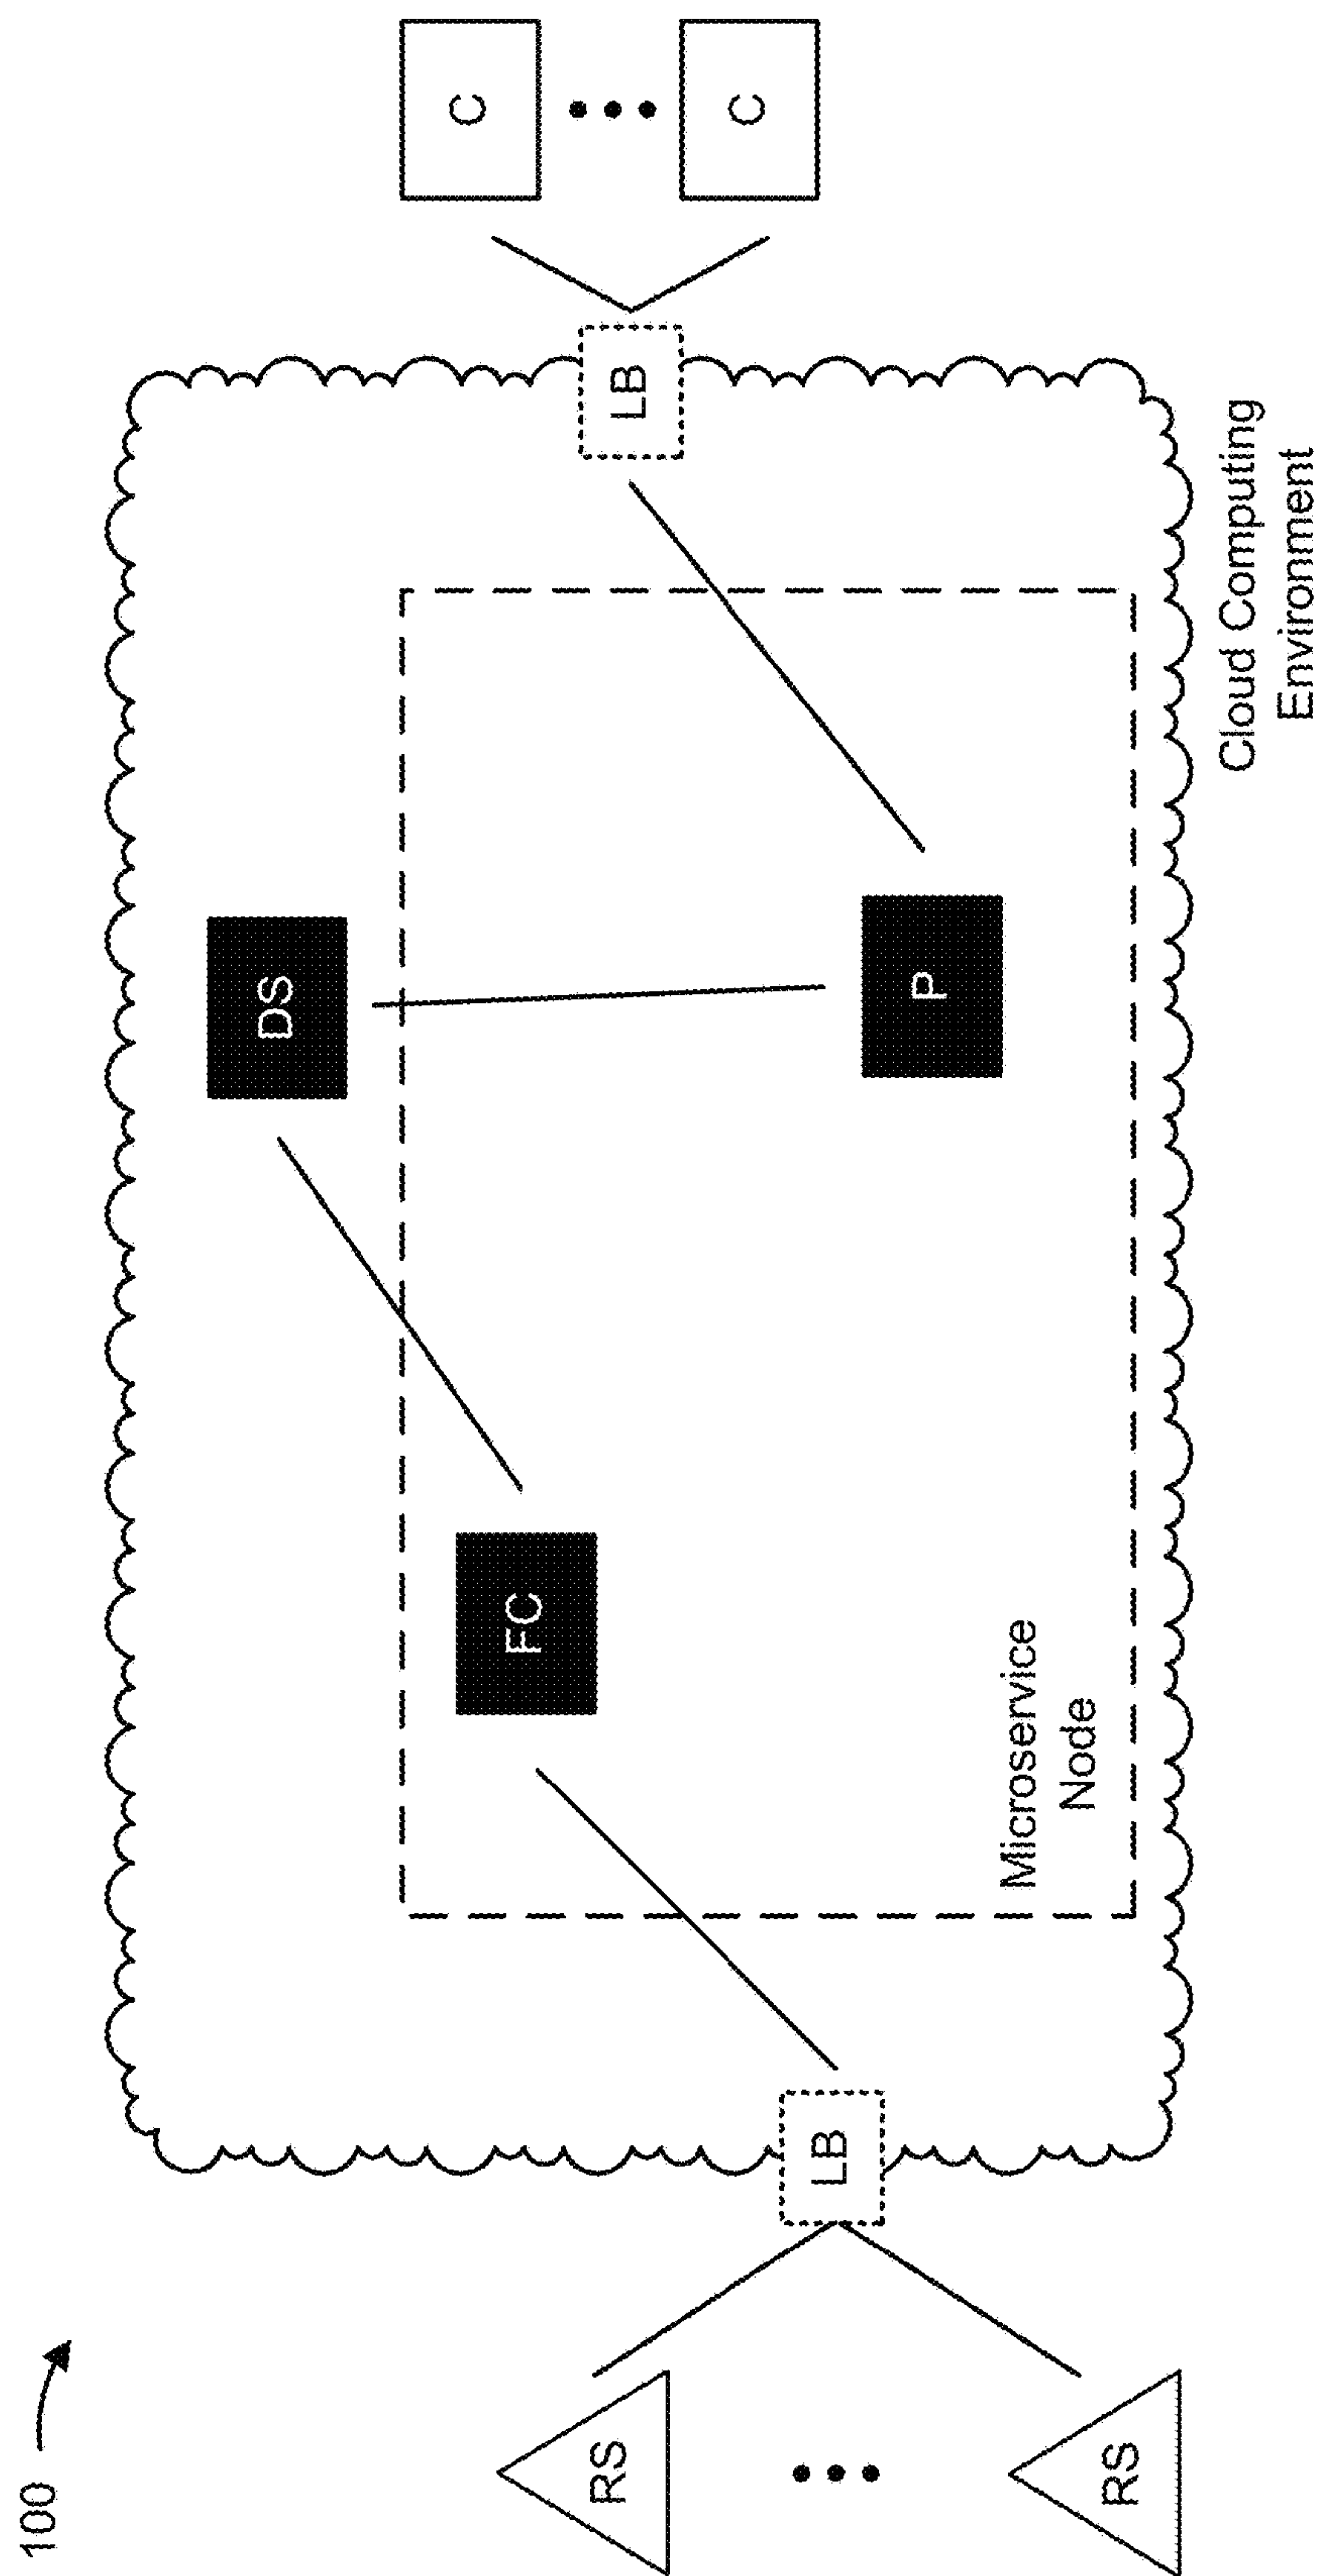 100
RS
RS
LB
FC
Microservice
Node
DS
P
LB
C
C
Cloud Computing
Environment